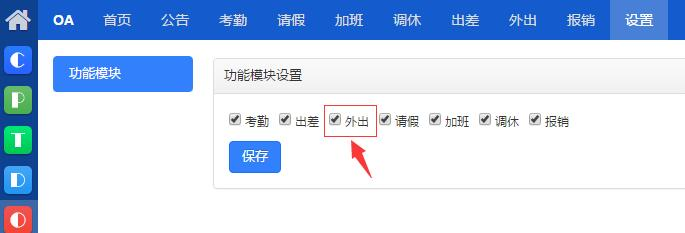 OA 首页 公告 考勤 请假 加班 调休 出差 外出 报销 设置
C
P
T
D
O
功能模块
功能模块设置
考勤 出差 外出 请假 加班 调休 报销
保存